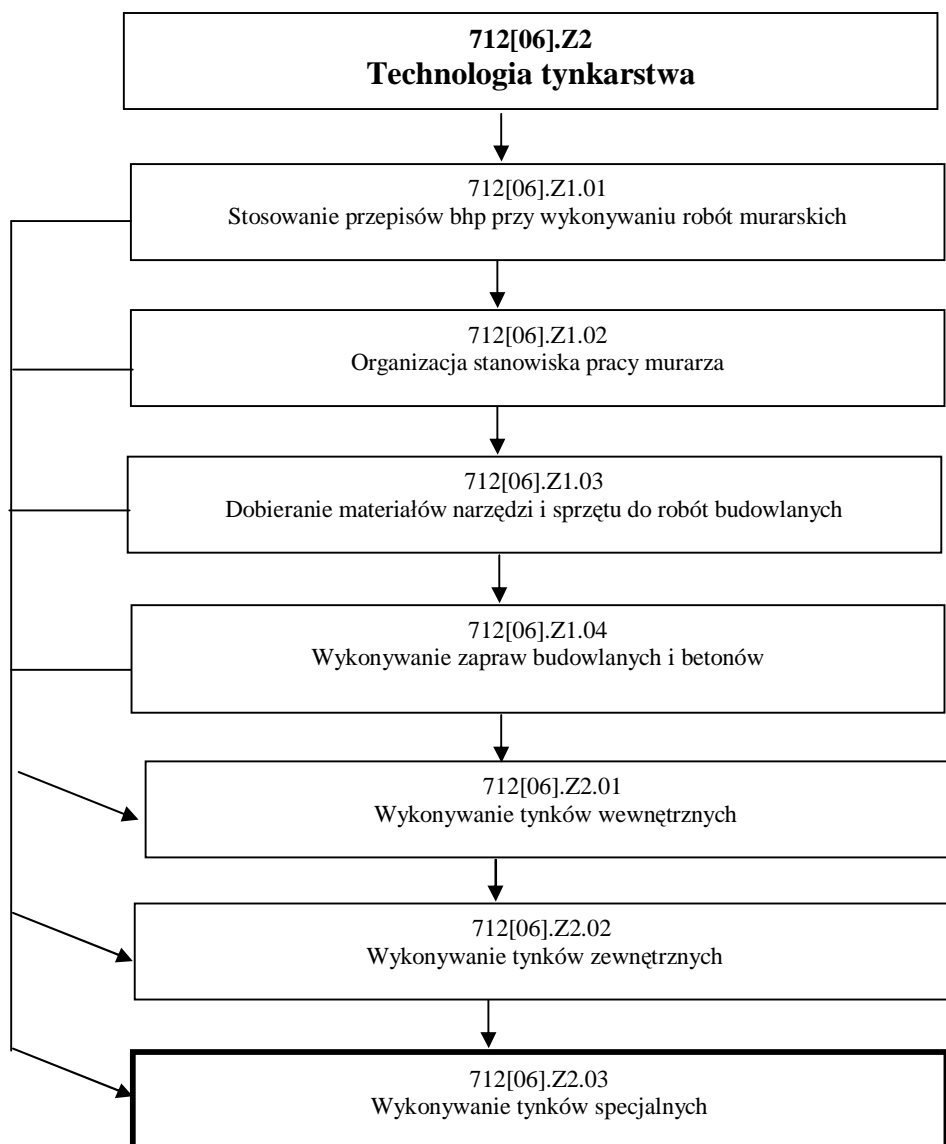 712[06].Z2
Technologia tynkarstwa
712[06].Z1.01
Stosowanie przepisów bhp przy wykonywaniu robót murarskich
712[06].Z1.02
Organizacja stanowiska pracy murarza
712[06].Z1.03
Dobieranie materiałów narzędzi i sprzętu do robót budowlanych
712[06].Z1.04
Wykonywanie zapraw budowlanych i betonów
712[06].Z2.01
Wykonywanie tynków wewnętrznych
712[06].Z2.02
Wykonywanie tynków zewnętrznych
712[06].Z2.03
Wykonywanie tynków specjalnych